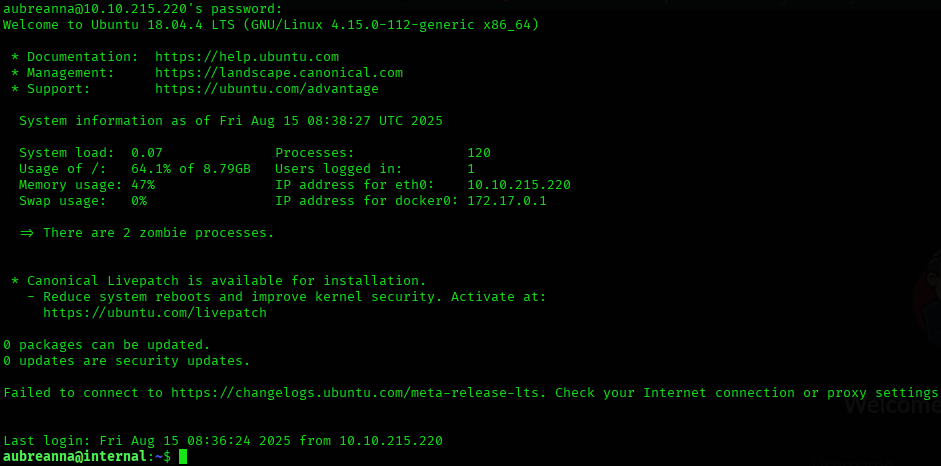 aubreanna@10.10.215.220's password:
Welcome to Ubuntu 18.04.4 LTS (GNU/Linux 4.15.0-112-generic x86_64)
* Documentation:  https://help.ubuntu.com
* Management:     https://landscape.canonical.com
* Support:        https://ubuntu.com/advantage
System information as of Fri Aug 15 08:38:27 UTC 2025
System load:  0.07               Processes:              120
Usage of /:   64.1% of 8.79GB   Users logged in:        1
Memory usage: 47%               IP address for eth0:    10.10.215.220
Swap usage:   0%                IP address for docker0: 172.17.0.1
=> There are 2 zombie processes.
* Canonical Livepatch is available for installation.
- Reduce system reboots and improve kernel security. Activate at:
https://ubuntu.com/livepatch
0 packages can be updated.
0 updates are security updates.
Failed to connect to https://changelogs.ubuntu.com/meta-release-lts. Check your Internet connection or proxy settings
Welcome
Last login: Fri Aug 15 08:36:24 2025 from 10.10.215.220
aubreanna@internal:~$